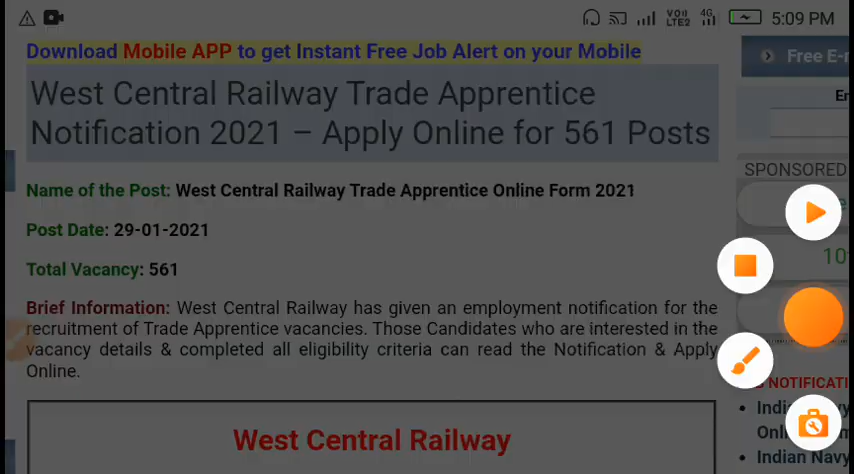 VoII LTE2 4G 5:09 PM
Download Mobile APP to get Instant Free Job Alert on your Mobile
West Central Railway Trade Apprentice
Notification 2021 – Apply Online for 561 Posts
Name of the Post: West Central Railway Trade Apprentice Online Form 2021
Post Date: 29-01-2021
Total Vacancy: 561
Brief Information: West Central Railway has given an employment notification for the
recruitment of Trade Apprentice vacancies. Those Candidates who are interested in the
vacancy details & completed all eligibility criteria can read the Notification & Apply
Online.
West Central Railway
Free E-
SPONSORED
10
NOTIFICATI
Indian Navy